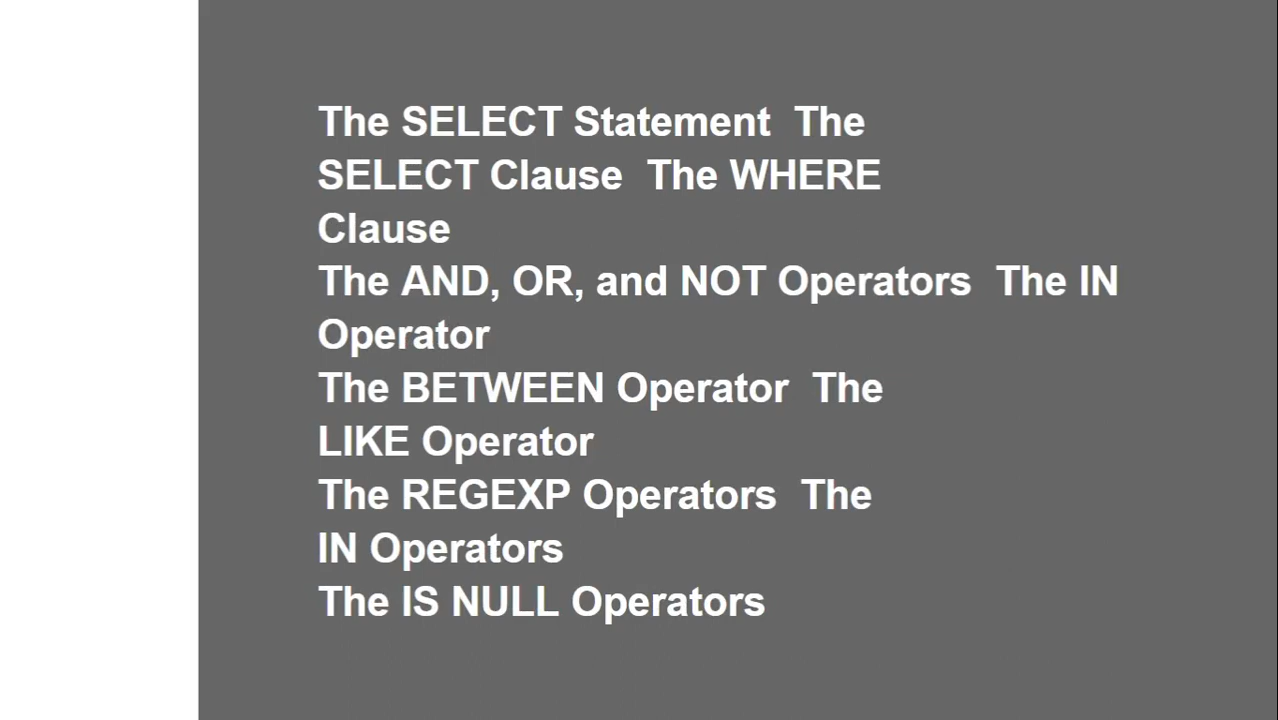 The SELECT Statement  The
SELECT Clause  The WHERE
Clause
The AND, OR, and NOT Operators  The IN
Operator
The BETWEEN Operator  The
LIKE Operator
The REGEXP Operators  The
IN Operators
The IS NULL Operators